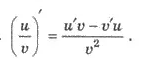 . (u/v)′ = (u′v − v′u)/v² .